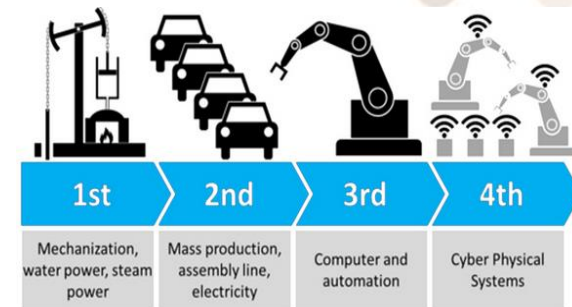 1st
2nd
3rd
4th
Mechanization,
water power, steam
power
Mass production,
assembly line,
electricity
Computer and
automation
Cyber Physical
Systems